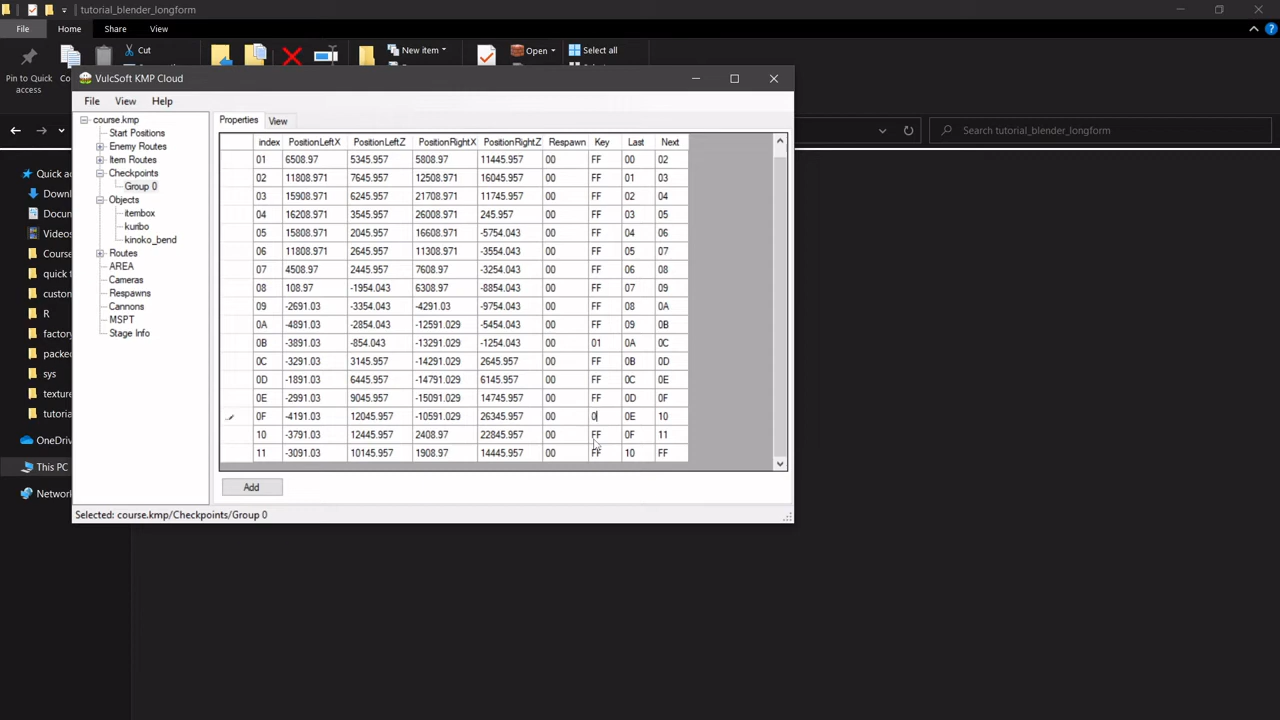 tutorial_blender_longform
File Home Share View
Pin to Quick access
Cut
New item
Open
Select all
VulcSoft KMP Cloud
File View Help
Search tutorial_blender_longform
course.kmp
Start Positions
Enemy Routes
Item Routes
Checkpoints
Group 0
Objects
itembox
kuribo
kinoko_bend
Routes
AREA
Cameras
Respawns
Cannons
MSPT
Stage Info
Properties View
index PositionLeftX PositionLeftZ PositionRightX PositionRightZ Respawn Key Last Next
01 6508.97 5345.957 5808.97 11445.957 00 FF 00 02
02 11808.971 7645.957 12508.971 16045.957 00 FF 01 03
03 15908.971 6245.957 21708.971 11745.957 00 FF 02 04
04 16208.971 3545.957 26008.971 245.957 00 FF 03 05
05 15808.971 2045.957 16608.971 -5754.043 00 FF 04 06
06 11808.971 2645.957 11308.971 -3554.043 00 FF 05 07
07 4508.97 2445.957 7608.97 -3254.043 00 FF 06 08
08 108.97 -1954.043 6308.97 -8854.043 00 FF 07 09
09 -2691.03 -3354.043 -4291.03 -9754.043 00 FF 08 0A
0A -4891.03 -2854.043 -12591.029 -5454.043 00 FF 09 0B
0B -3891.03 -854.043 -13291.029 -1254.043 00 01 0A 0C
0C -3291.03 3145.957 -14291.029 2645.957 00 FF 0B 0D
0D -1891.03 6445.957 -14791.029 6145.957 00 FF 0C 0E
0E -2991.03 9045.957 -15091.029 14745.957 00 FF 0D 0F
0F -4191.03 12045.957 -10591.029 26345.957 00 0 0E 10
10 -3791.03 12445.957 2408.97 22845.957 00 FF 0F 11
11 -3091.03 10145.957 1908.97 14445.957 00 FF 10 FF
Add
Selected: course.kmp/Checkpoints/Group 0
Quick ac
Downl
Docum
Videos
Course
quick t
custom
R
factory
packed
sys
texture
tutoria
OneDriv
This PC
Network